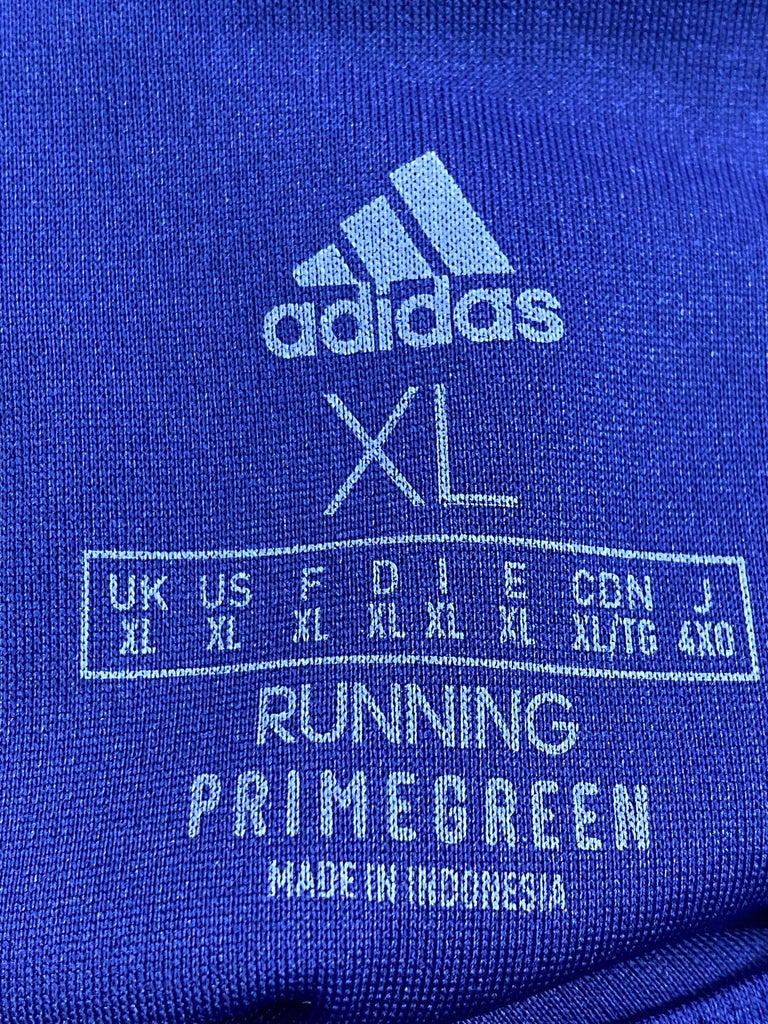 adidas
XL
UK US F D I E CDN J
XL XL XL XL XL XL XL/TG 4XO
RUNNING
PRIMEGREEN
MADE IN INDONESIA